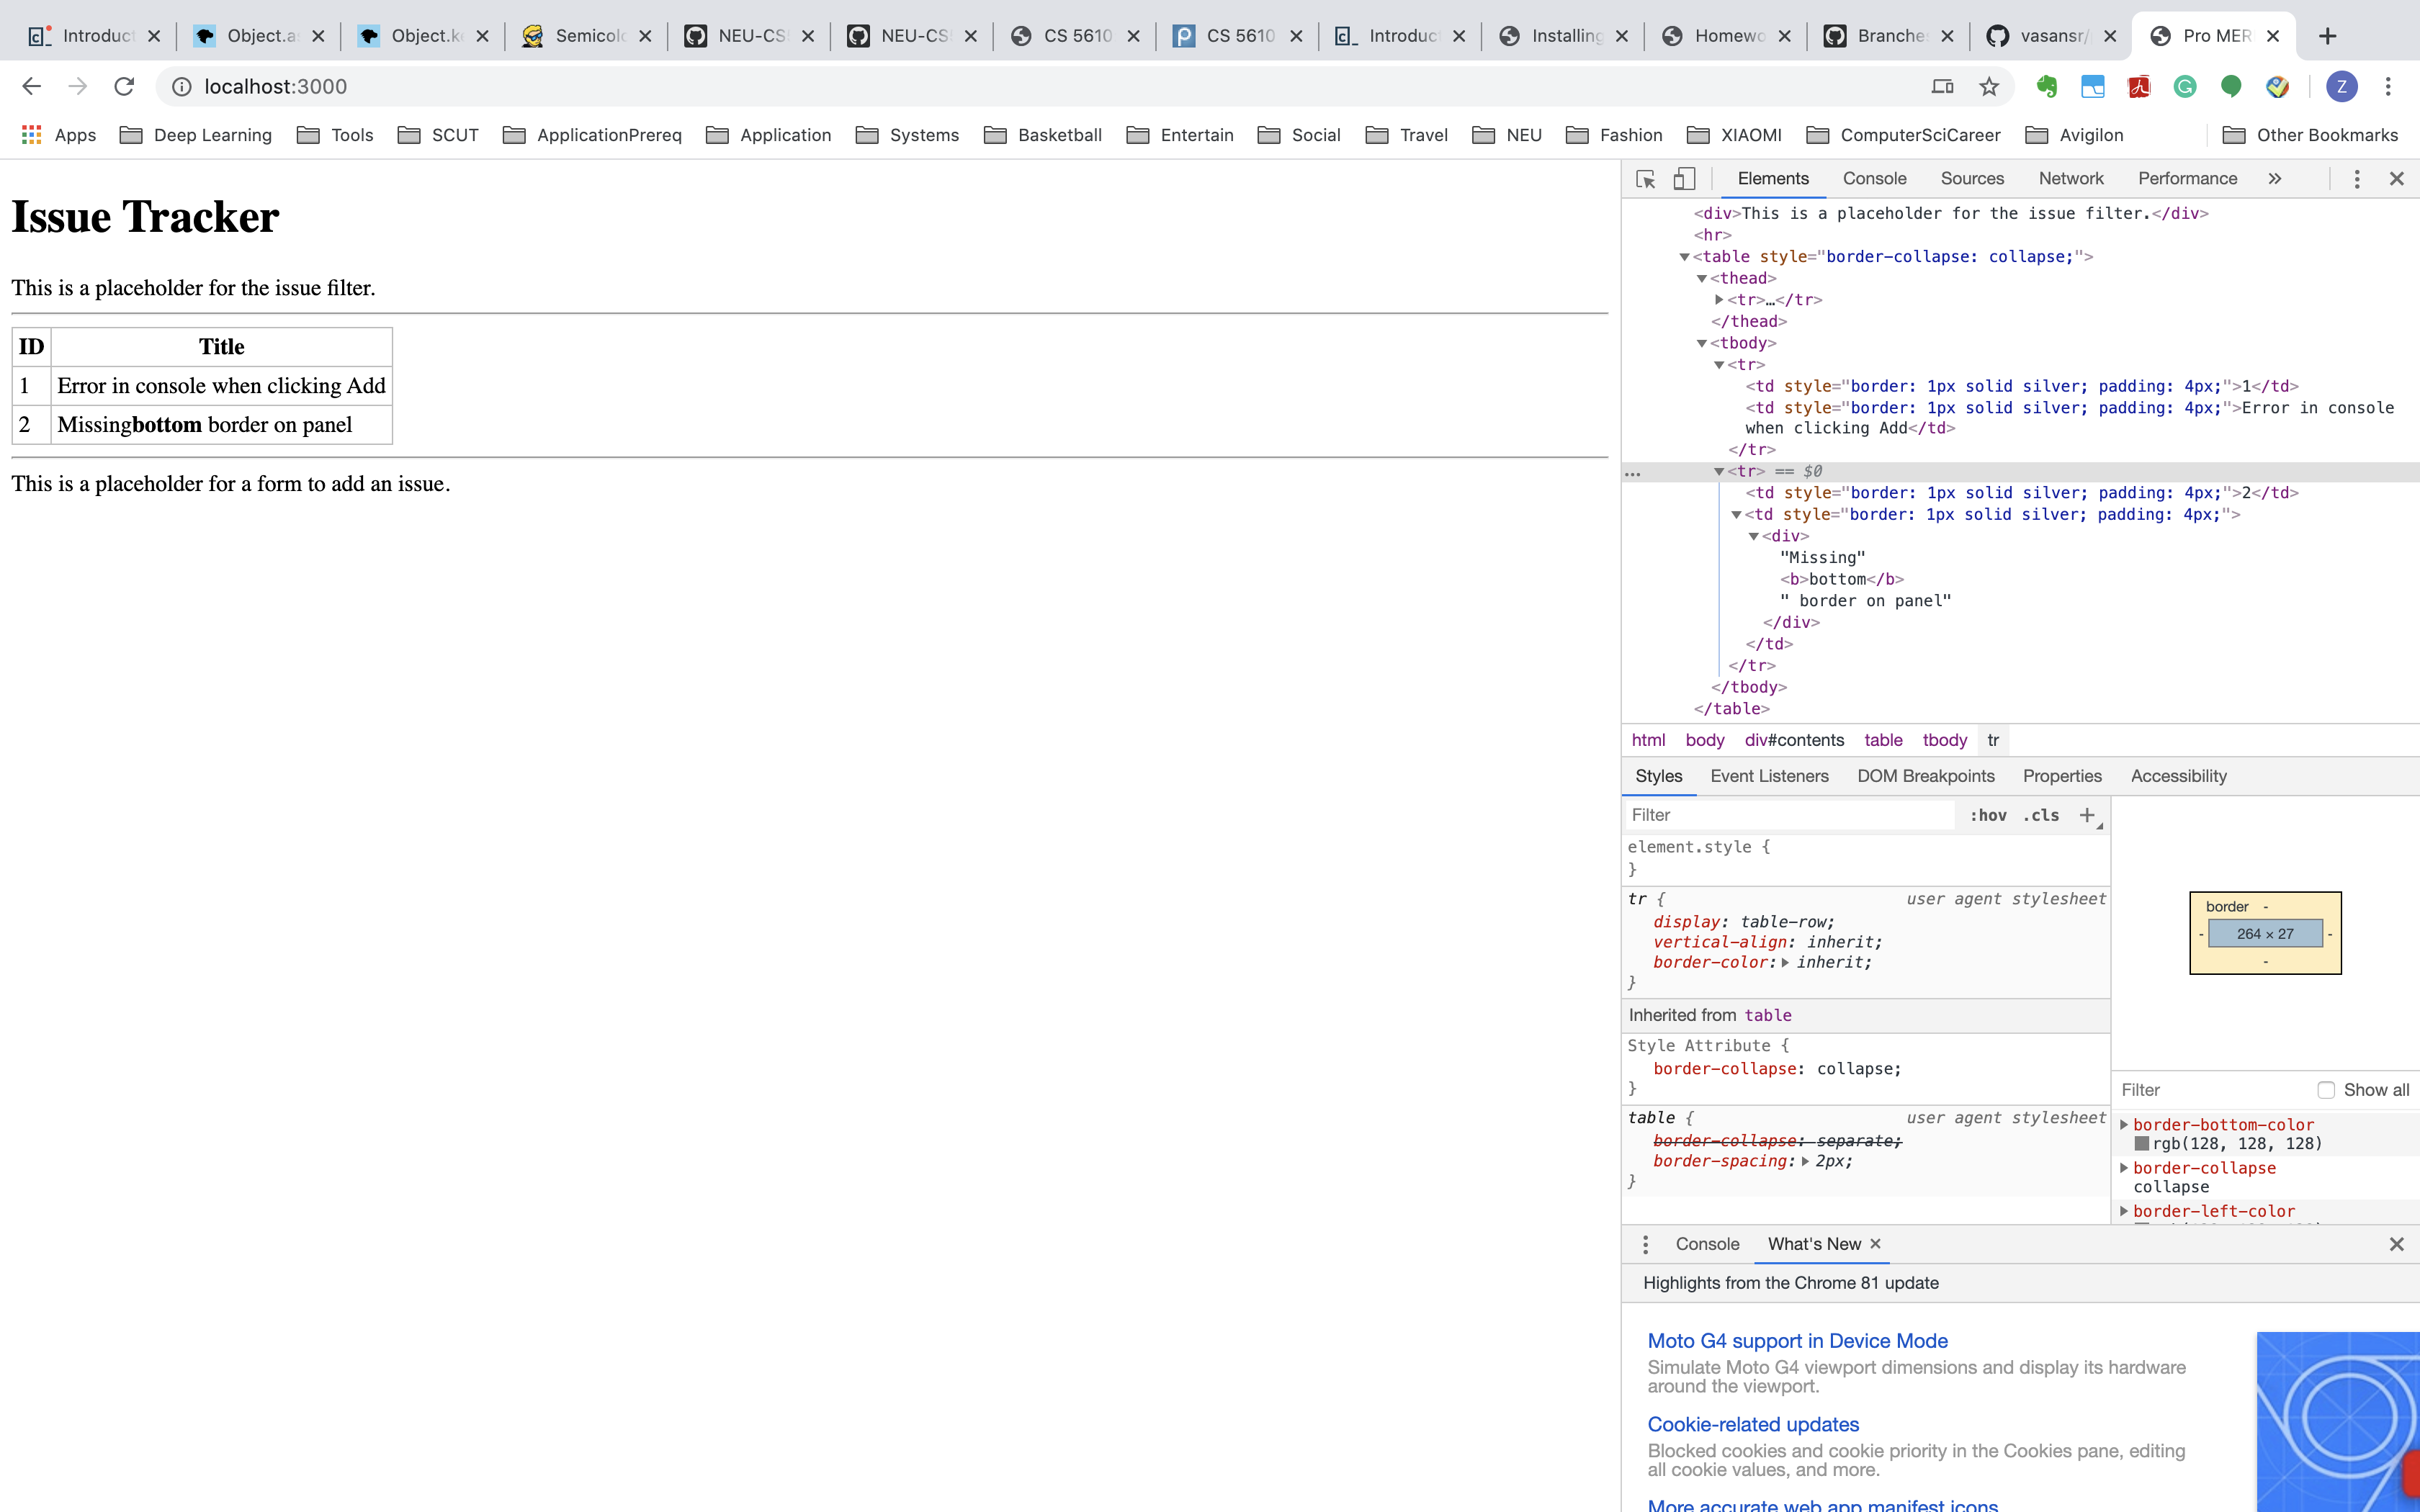 Introduc Object.a Object.k Semicol NEU-CS NEU-CS CS 5610 CS 5610 Introduc Installing Homewo Branche vasansr/ Pro MER
localhost:3000 Z
Apps Deep Learning Tools SCUT ApplicationPrereq Application Systems Basketball Entertain Social Travel NEU Fashion XIAOMI ComputerSciCareer Avigilon Other Bookmarks
Issue Tracker
This is a placeholder for the issue filter.
ID Title
1 Error in console when clicking Add
2 Missingbottom border on panel
This is a placeholder for a form to add an issue.
Elements Console Sources Network Performance »
<div>This is a placeholder for the issue filter.</div>
<hr>
<table style="border-collapse: collapse;">
<thead>
<tr>…</tr>
</thead>
<tbody>
<tr>
<td style="border: 1px solid silver; padding: 4px;">1</td>
<td style="border: 1px solid silver; padding: 4px;">Error in console
when clicking Add</td>
</tr>
… <tr> == $0
<td style="border: 1px solid silver; padding: 4px;">2</td>
<td style="border: 1px solid silver; padding: 4px;">
<div>
"Missing"
<b>bottom</b>
" border on panel"
</div>
</td>
</tr>
</tbody>
</table>
html body div#contents table tbody tr
Styles Event Listeners DOM Breakpoints Properties Accessibility
Filter :hov .cls +
element.style {
}
tr { user agent stylesheet
display: table-row;
vertical-align: inherit;
border-color: inherit;
}
Inherited from table
Style Attribute {
border-collapse: collapse;
}
table { user agent stylesheet
border-collapse: separate;
border-spacing: 2px;
}
border -
- 264 × 27 -
-
Filter Show all
border-bottom-color
rgb(128, 128, 128)
border-collapse
collapse
border-left-color
Console What's New
Highlights from the Chrome 81 update
Moto G4 support in Device Mode
Simulate Moto G4 viewport dimensions and display its hardware
around the viewport.
Cookie-related updates
Blocked cookies and cookie priority in the Cookies pane, editing
all cookie values, and more.
More accurate web app manifest icons